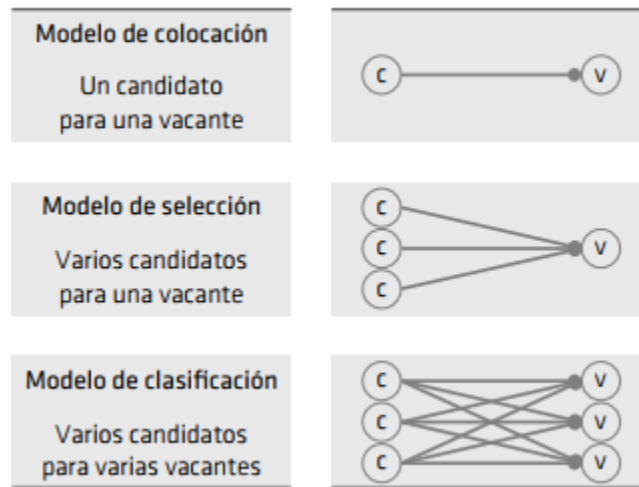 Modelo de colocación
Un candidato
para una vacante
C
V
Modelo de selección
Varios candidatos
para una vacante
C
C
C
V
Modelo de clasificación
Varios candidatos
para varias vacantes
C
V
C
V
C
V